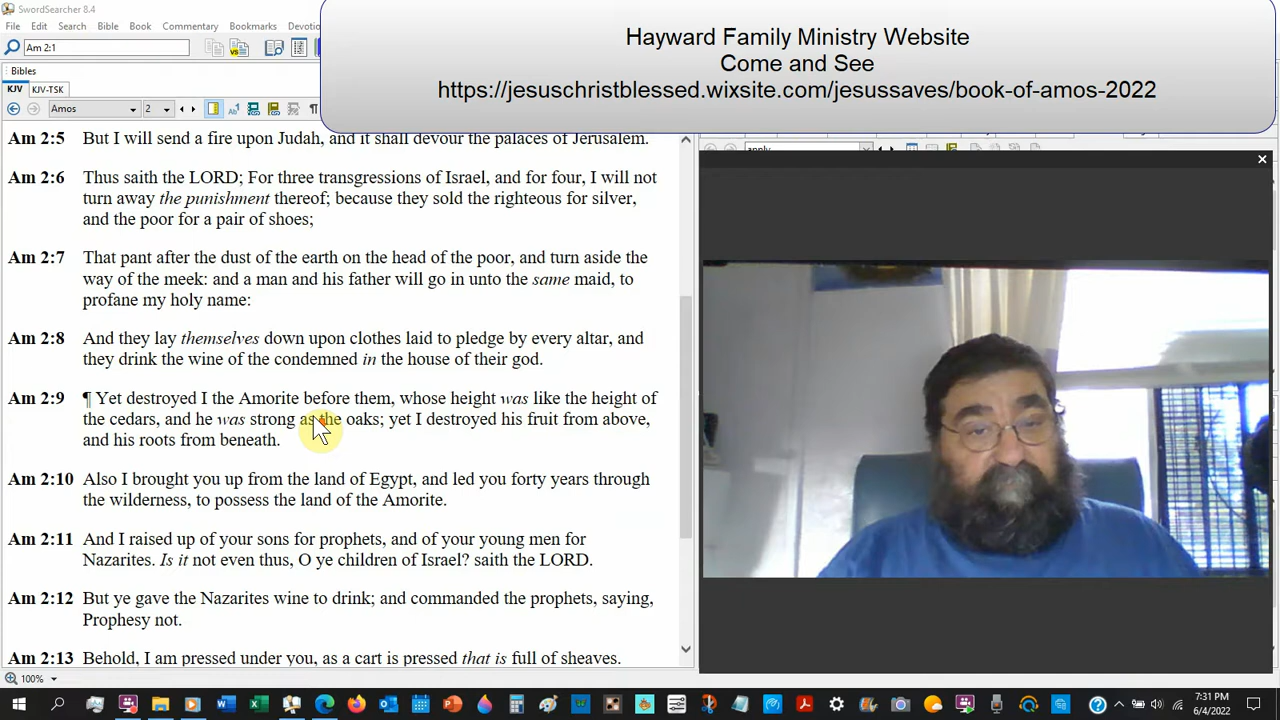 SwordSearcher 8.4
File Edit Search Bible Book Commentary Bookmarks Devotio
Hayward Family Ministry Website
Come and See
https://jesuschristblessed.wixsite.com/jesussaves/book-of-amos-2022
Am 2:1
Bibles
KJV KJV-TSK
Amos 2
apply
Am 2:5 But I will send a fire upon Judah, and it shall devour the palaces of Jerusalem.
Am 2:6 Thus saith the LORD; For three transgressions of Israel, and for four, I will not
turn away the punishment thereof; because they sold the righteous for silver,
and the poor for a pair of shoes;
Am 2:7 That pant after the dust of the earth on the head of the poor, and turn aside the
way of the meek: and a man and his father will go in unto the same maid, to
profane my holy name:
Am 2:8 And they lay themselves down upon clothes laid to pledge by every altar, and
they drink the wine of the condemned in the house of their god.
Am 2:9 ¶ Yet destroyed I the Amorite before them, whose height was like the height of
the cedars, and he was strong as the oaks; yet I destroyed his fruit from above,
and his roots from beneath.
Am 2:10 Also I brought you up from the land of Egypt, and led you forty years through
the wilderness, to possess the land of the Amorite.
Am 2:11 And I raised up of your sons for prophets, and of your young men for
Nazarites. Is it not even thus, O ye children of Israel? saith the LORD.
Am 2:12 But ye gave the Nazarites wine to drink; and commanded the prophets, saying,
Prophesy not.
Am 2:13 Behold, I am pressed under you, as a cart is pressed that is full of sheaves.
100%
7:31 PM
6/4/2022